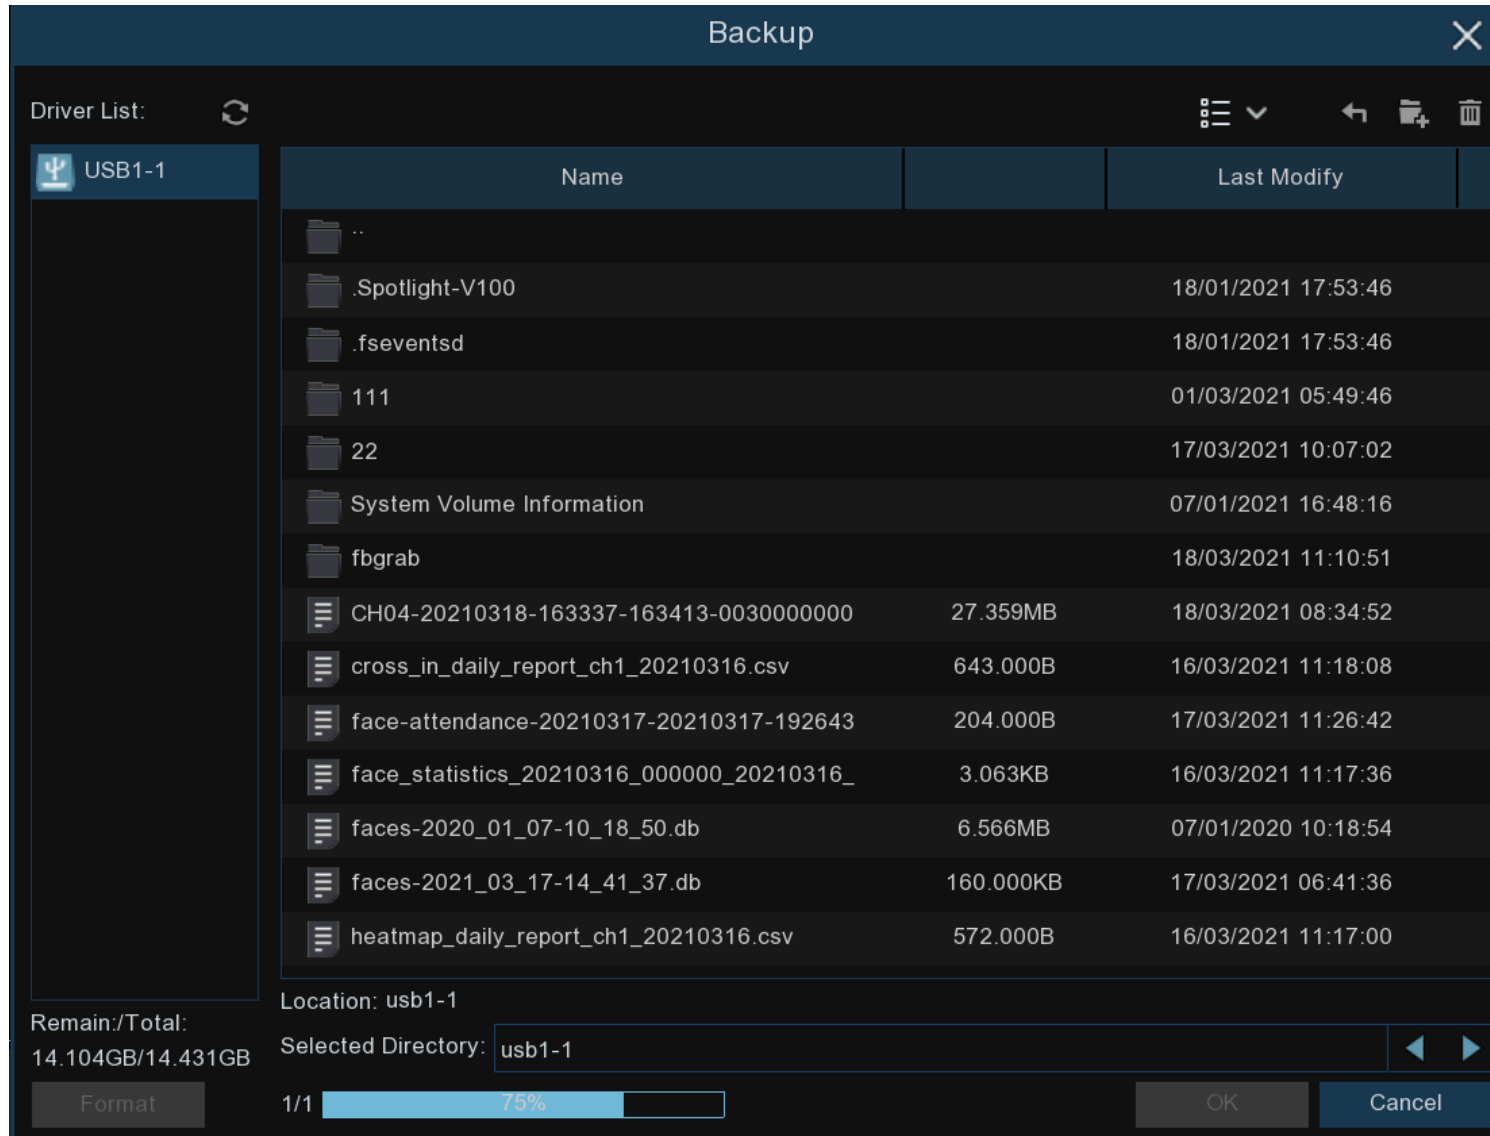 Backup
Driver List:
USB1-1
Name Last Modify
..
.Spotlight-V100 18/01/2021 17:53:46
.fseventsd 18/01/2021 17:53:46
111 01/03/2021 05:49:46
22 17/03/2021 10:07:02
System Volume Information 07/01/2021 16:48:16
fbgrab 18/03/2021 11:10:51
CH04-20210318-163337-163413-0030000000 27.359MB 18/03/2021 08:34:52
cross_in_daily_report_ch1_20210316.csv 643.000B 16/03/2021 11:18:08
face-attendance-20210317-20210317-192643 204.000B 17/03/2021 11:26:42
face_statistics_20210316_000000_20210316_ 3.063KB 16/03/2021 11:17:36
faces-2020_01_07-10_18_50.db 6.566MB 07/01/2020 10:18:54
faces-2021_03_17-14_41_37.db 160.000KB 17/03/2021 06:41:36
heatmap_daily_report_ch1_20210316.csv 572.000B 16/03/2021 11:17:00
Location: usb1-1
Remain:/Total:
14.104GB/14.431GB
Selected Directory: usb1-1
Format 1/1 75% OK Cancel